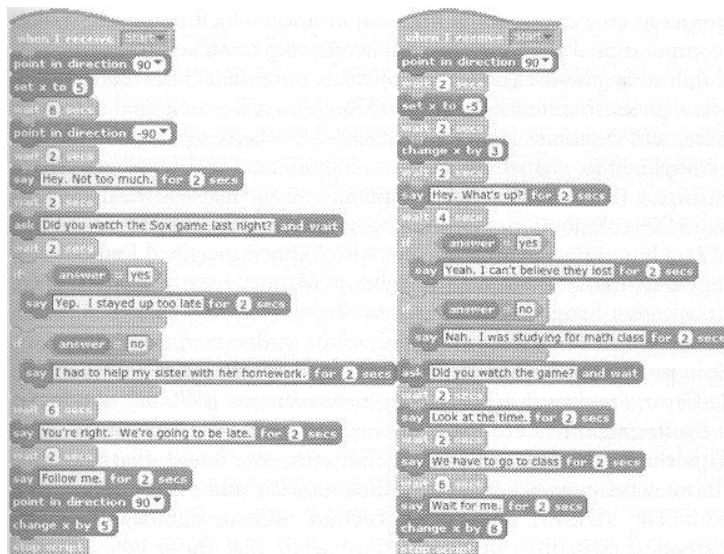 when I receive Start
point in direction 90
set x to 5
wait 6 secs
point in direction -90
wait 2 secs
say Hey. Not too much. for 2 secs
wait 2 secs
ask Did you watch the Sox game last night? and wait
wait 2 secs
if answer = yes
say Yep. I stayed up too late for 2 secs
if answer = no
say I had to help my sister with her homework. for 2 secs
wait 6 secs
say You're right. We're going to be late. for 2 secs
wait 2 secs
say Follow me. for 2 secs
point in direction 90
change x by 5
stop script
when I receive Start
point in direction 90
wait 2 secs
set x to -5
wait 2 secs
change x by 3
wait 2 secs
say Hey. What's up? for 2 secs
wait 4 secs
if answer = yes
say Yeah. I can't believe they lost for 2 secs
if answer = no
say Nah. I was studying for math class for 2 secs
ask Did you watch the game? and wait
wait 2 secs
say Look at the time. for 2 secs
wait 2 secs
say We have to go to class for 2 secs
wait 6 secs
say Wait for me. for 2 secs
change x by 8
stop script